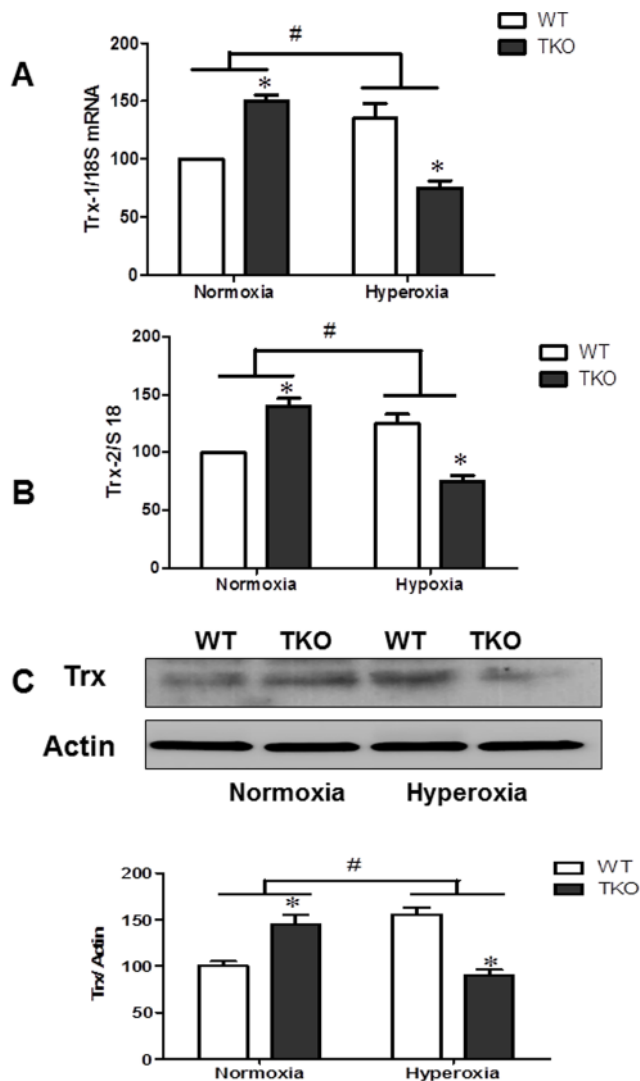 WT
TKO
A
#
200
150
100
50
0
Trx-1/18S mRNA
*
*
Normoxia
Hyperoxia
WT
TKO
B
#
200
150
100
50
0
Trx-2/S 18
*
*
Normoxia
Hypoxia
WT TKO WT TKO
C Trx
Actin
Normoxia Hyperoxia
WT
TKO
#
200
150
100
50
0
Trx/Actin
*
*
Normoxia
Hyperoxia